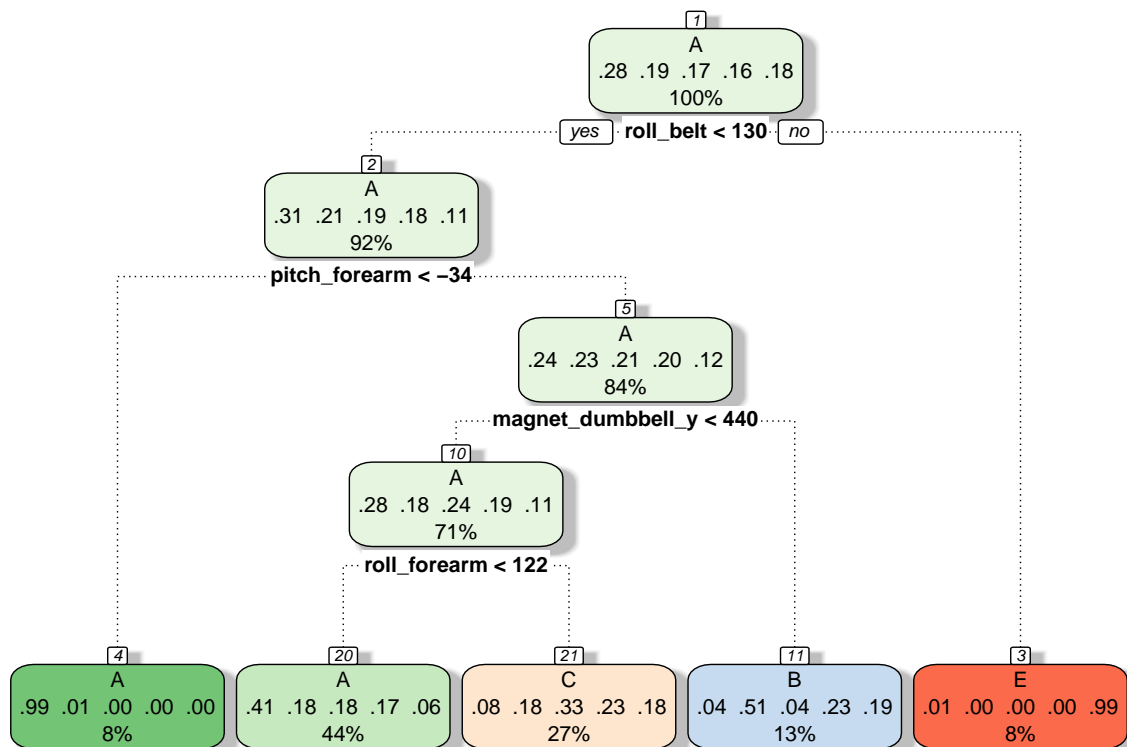 1
A
.28 .19 .17 .16 .18
100%
yes roll_belt < 130 no
2
A
.31 .21 .19 .18 .11
92%
pitch_forearm < −34
5
A
.24 .23 .21 .20 .12
84%
magnet_dumbbell_y < 440
10
A
.28 .18 .24 .19 .11
71%
roll_forearm < 122
4
A
.99 .01 .00 .00 .00
8%
20
A
.41 .18 .18 .17 .06
44%
21
C
.08 .18 .33 .23 .18
27%
11
B
.04 .51 .04 .23 .19
13%
3
E
.01 .00 .00 .00 .99
8%